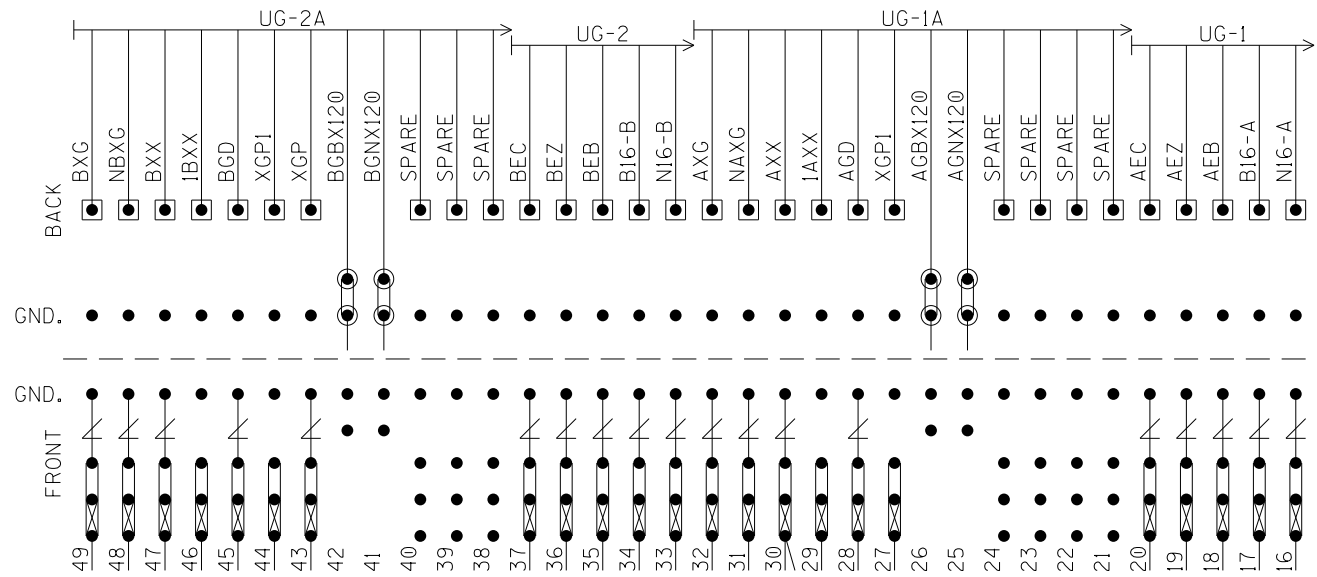 UG-2A UG-2 UG-1A UG-1
BXG NBXG BXX 1BXX BGD XGP1 XGP BGBX120 BGNX120 SPARE SPARE SPARE BEC BEZ BEB B16-B N16-B AXG NAXG AXX 1AXX AGD XGP1 AGBX120 AGNX120 SPARE SPARE SPARE SPARE AEC AEZ AEB B16-A N16-A
BACK
GND.
GND.
FRONT
49 48 47 46 45 44 43 42 41 40 39 38 37 36 35 34 33 32 31 30 29 28 27 26 25 24 23 22 21 20 19 18 17 16